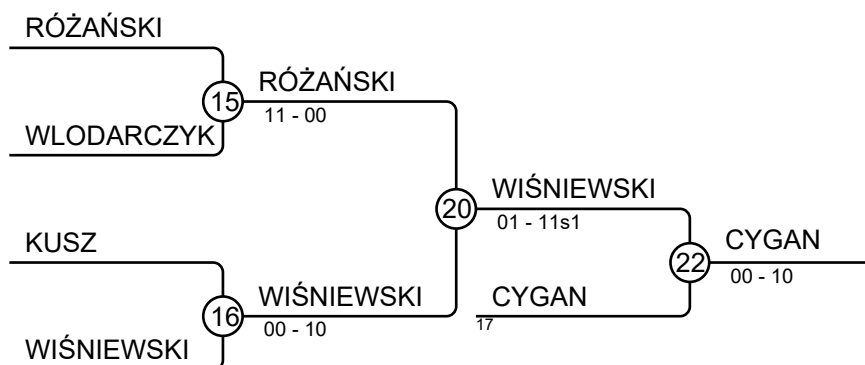 RÓŻAŃSKI
15
RÓŻAŃSKI
11 - 00
WLODARCZYK
20
WIŚNIEWSKI
01 - 11s1
KUSZ
22
CYGAN
00 - 10
16
WIŚNIEWSKI
00 - 10
CYGAN
17
WIŚNIEWSKI